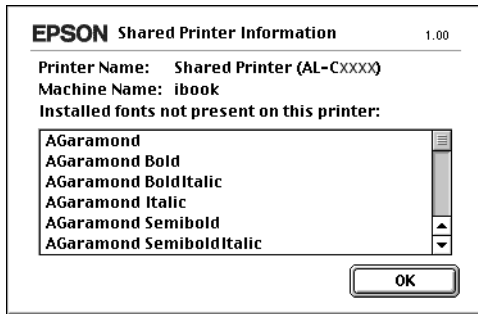 EPSON Shared Printer Information 1.00
Printer Name: Shared Printer (AL-CXXXX)
Machine Name: ibook
Installed fonts not present on this printer:
AGaramond
AGaramond Bold
AGaramond BoldItalic
AGaramond Italic
AGaramond Semibold
AGaramond SemiboldItalic
OK